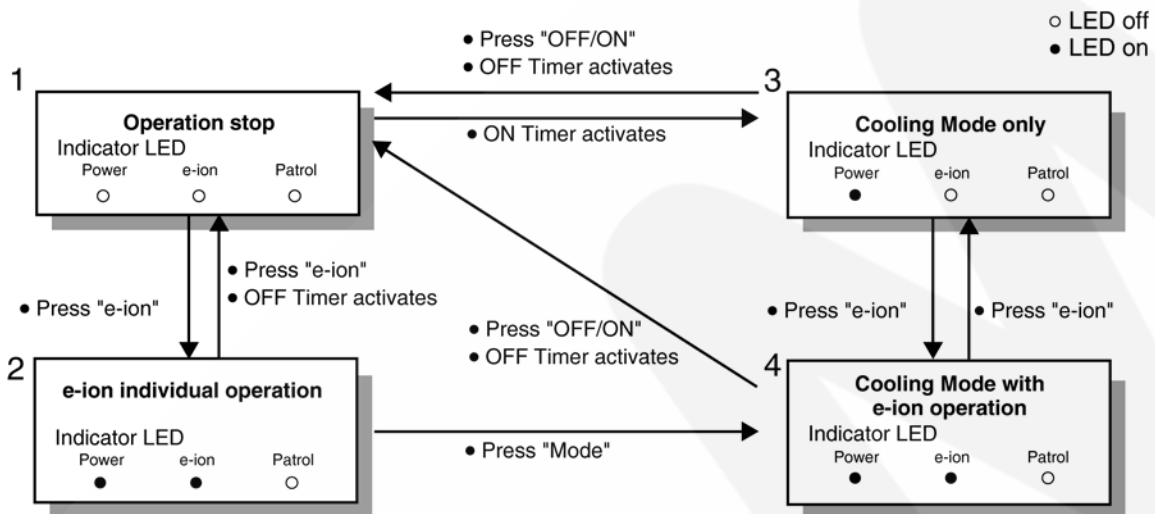 ○ LED off
● LED on
● Press "OFF/ON"
● OFF Timer activates
● ON Timer activates
1
Operation stop
Indicator LED
Power e-ion Patrol
3
Cooling Mode only
Indicator LED
Power e-ion Patrol
● Press "e-ion"
● Press "e-ion"
● OFF Timer activates
● Press "OFF/ON"
● OFF Timer activates
● Press "e-ion"
● Press "e-ion"
2
e-ion individual operation
Indicator LED
Power e-ion Patrol
● Press "Mode"
4
Cooling Mode with
e-ion operation
Indicator LED
Power e-ion Patrol